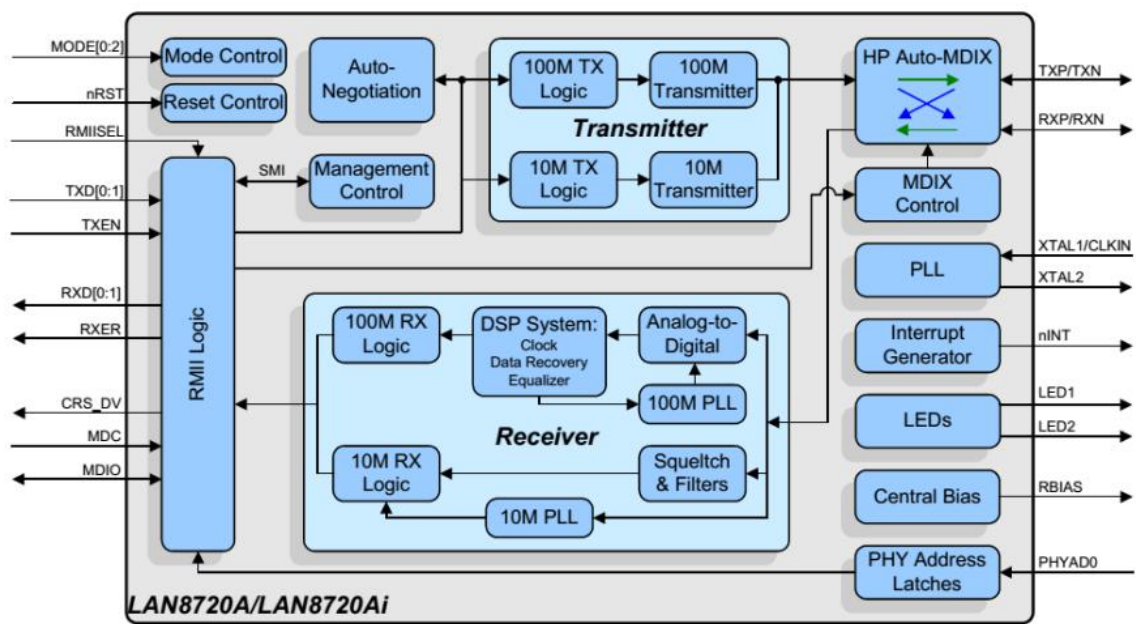 MODE[0:2]
nRST
RMIISEL
TXD[0:1]
TXEN
RXD[0:1]
RXER
CRS_DV
MDC
MDIO
Mode Control
Reset Control
RMII Logic
SMI
Auto-
Negotiation
Management
Control
100M TX
Logic
100M
Transmitter
Transmitter
10M TX
Logic
10M
Transmitter
HP Auto-MDIX
MDIX
Control
100M RX
Logic
DSP System:
Clock
Data Recovery
Equalizer
Analog-to-
Digital
100M PLL
Receiver
10M RX
Logic
Squeltch
& Filters
10M PLL
PLL
Interrupt
Generator
LEDs
Central Bias
PHY Address
Latches
TXP/TXN
RXP/RXN
XTAL1/CLKIN
XTAL2
nINT
LED1
LED2
RBIAS
PHYAD0
LAN8720A/LAN8720Ai